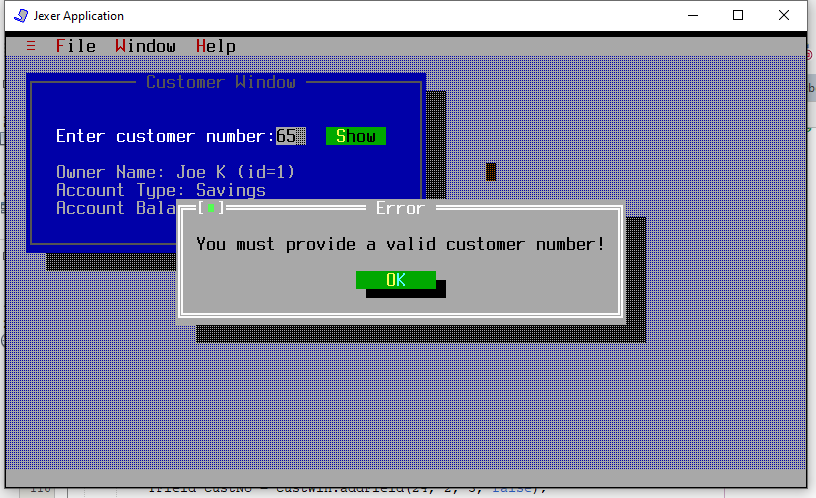 Jexer Application
≡ File Window Help
Customer Window
Enter customer number:65 Show
Owner Name: Joe K (id=1)
Account Type: Savings
Account Bala
[■] Error
You must provide a valid customer number!
OK